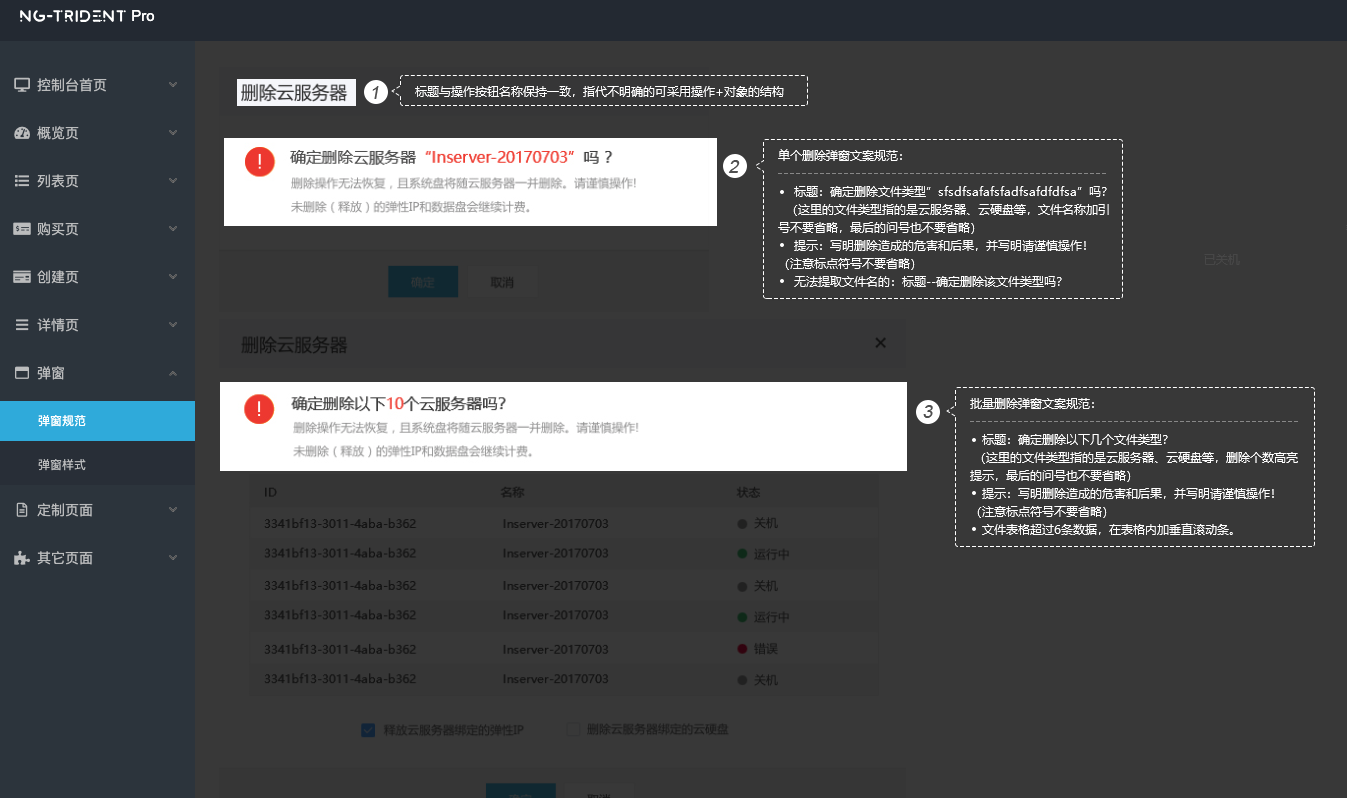 NG-TRIDENT Pro
控制台首页
概览页
列表页
购买页
创建页
详情页
弹窗
弹窗规范
弹窗样式
定制页面
其它页面
删除云服务器
1
标题与操作按钮名称保持一致，指代不明确的可采用操作+对象的结构
确定删除云服务器 “Inserver-20170703” 吗？
删除操作无法恢复，且系统盘将随云服务器一并删除。请谨慎操作!
未删除（释放）的弹性IP和数据盘会继续计费。
2
单个删除弹窗文案规范：
• 标题：确定删除文件类型”sfsdfsafafsfadfsafdfdfsa”吗?
(这里的文件类型指的是云服务器、云硬盘等，文件名称加引
号不要省略，最后的问号也不要省略)
• 提示：写明删除造成的危害和后果，并写明请谨慎操作!
(注意标点符号不要省略)
• 无法提取文件名的：标题--确定删除该文件类型吗?
已关机
确定
取消
删除云服务器
确定删除以下10个云服务器吗?
删除操作无法恢复，且系统盘将随云服务器一并删除。请谨慎操作!
未删除（释放）的弹性IP和数据盘会继续计费。
3
批量删除弹窗文案规范：
• 标题：确定删除以下几个文件类型?
(这里的文件类型指的是云服务器、云硬盘等，删除个数高亮
提示，最后的问号也不要省略)
• 提示：写明删除造成的危害和后果，并写明请谨慎操作!
(注意标点符号不要省略)
• 文件表格超过6条数据，在表格内加垂直滚动条。
ID 名称 状态
3341bf13-3011-4aba-b362 Inserver-20170703 关机
3341bf13-3011-4aba-b362 Inserver-20170703 运行中
3341bf13-3011-4aba-b362 Inserver-20170703 关机
3341bf13-3011-4aba-b362 Inserver-20170703 运行中
3341bf13-3011-4aba-b362 Inserver-20170703 错误
3341bf13-3011-4aba-b362 Inserver-20170703 关机
释放云服务器绑定的弹性IP 删除云服务器绑定的云硬盘